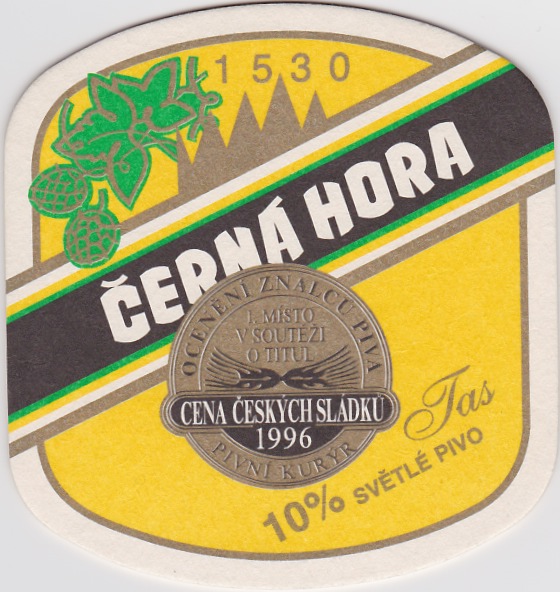 1530
ČERNÁ HORA
OCENĚNÍ ZNALCŮ PIVA
1. MÍSTO
V SOUTĚŽI
O TITUL
CENA ČESKÝCH SLÁDKŮ
1996
PIVNÍ KURÝR
Tas
10% SVĚTLÉ PIVO